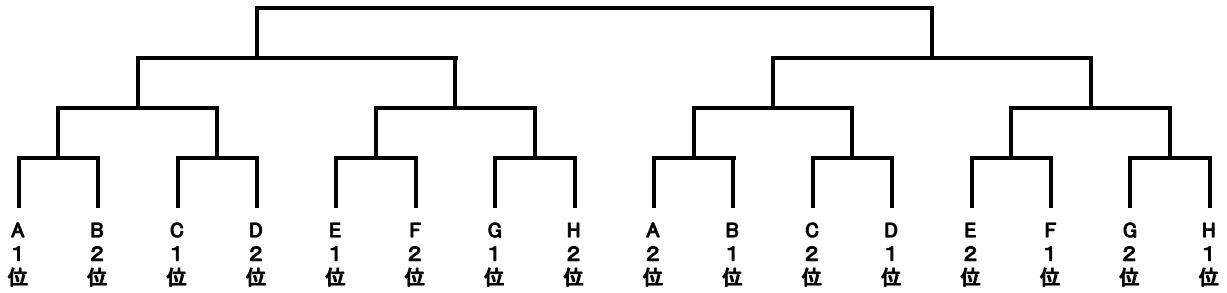 A1位
B2位
C1位
D2位
E1位
F2位
G1位
H2位
A2位
B1位
C2位
D1位
E2位
F1位
G2位
H1位